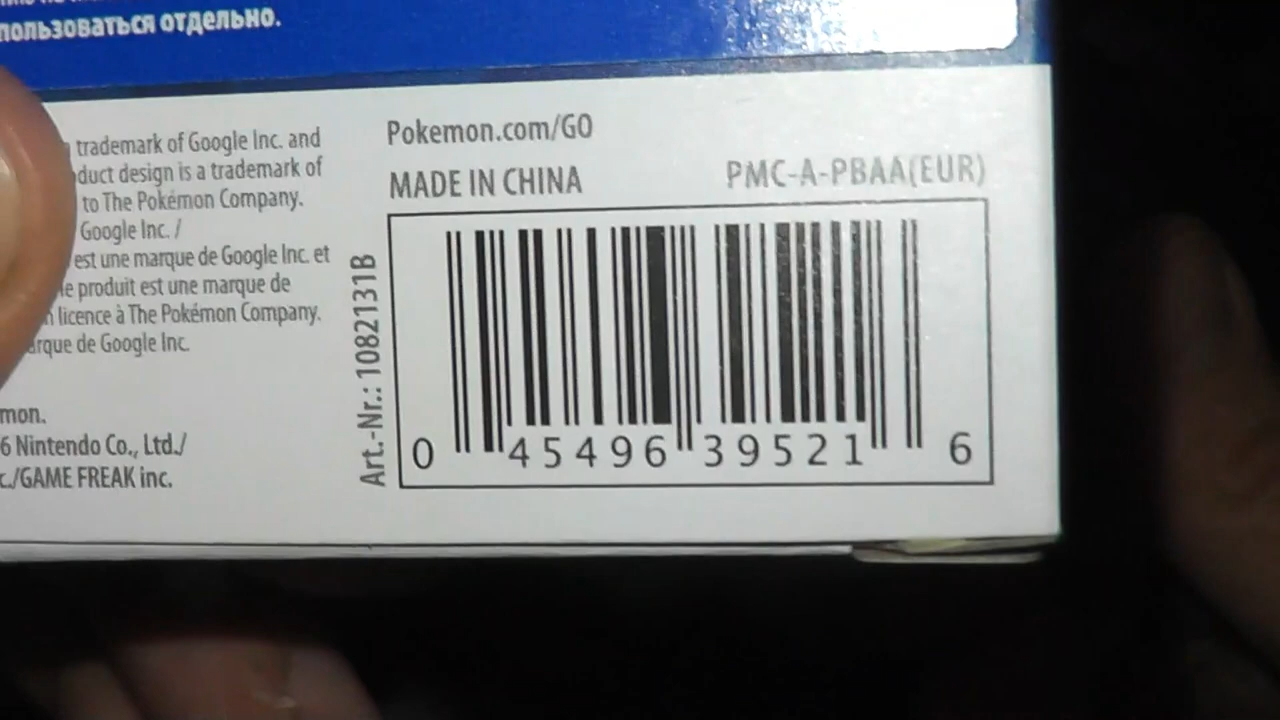 пользоваться отдельно.
trademark of Google Inc. and
duct design is a trademark of
to The Pokémon Company.
Google Inc. /
est une marque de Google Inc. et
le produit est une marque de
licence à The Pokémon Company.
arque de Google Inc.
mon.
6 Nintendo Co., Ltd./
c./GAME FREAK inc.
Pokemon.com/GO
MADE IN CHINA
PMC-A-PBAA(EUR)
Art.-Nr.: 1082131B
0 45496 39521 6